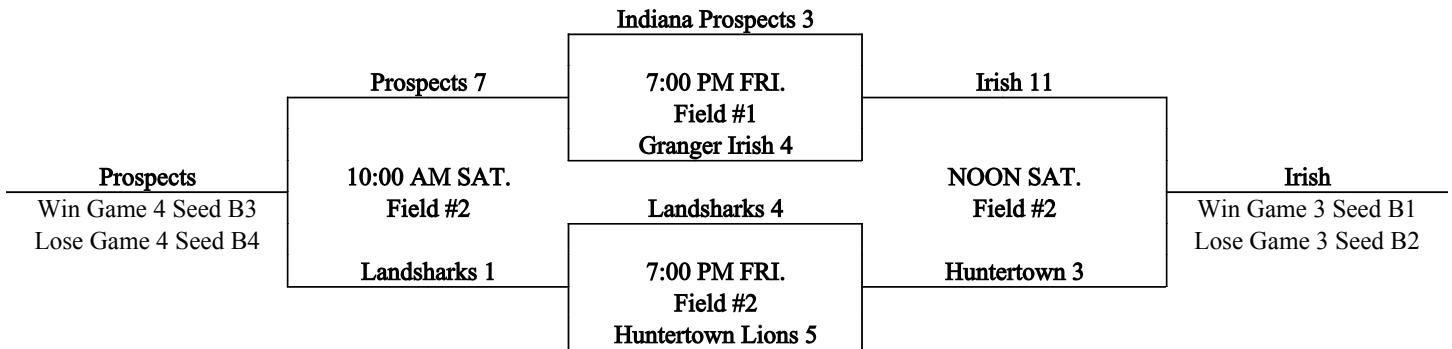 Indiana Prospects 3
Prospects 7
7:00 PM FRI.
Irish 11
Field #1
Granger Irish 4
Prospects
10:00 AM SAT.
NOON SAT.
Irish
Win Game 4 Seed B3
Field #2
Landsharks 4
Field #2
Win Game 3 Seed B1
Lose Game 4 Seed B4
Lose Game 3 Seed B2
Landsharks 1
7:00 PM FRI.
Huntertown 3
Field #2
Huntertown Lions 5